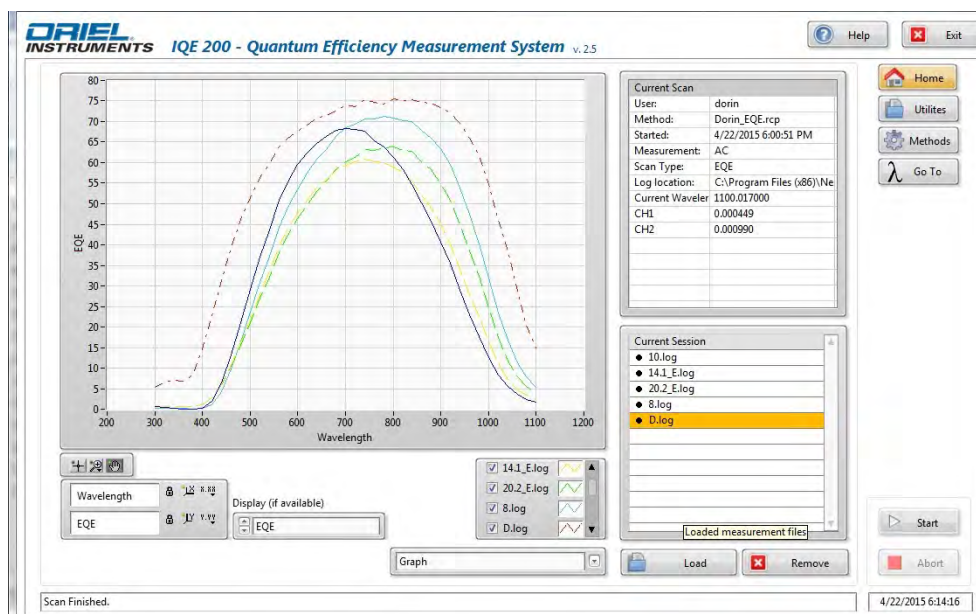 ORIEL
INSTRUMENTS IQE 200 - Quantum Efficiency Measurement System v. 2.5
Help
Exit
80
75
70
65
60
55
50
45
40
35
30
25
20
15
10
5
0
EQE
200 300 400 500 600 700 800 900 1000 1100 1200
Wavelength
Current Scan
User: dorin
Method: Dorin_EQE.rcp
Started: 4/22/2015 6:00:51 PM
Measurement: AC
Scan Type: EQE
Log location: C:\Program Files (x86)\Ne
Current Waveler 1100.017000
CH1 0.000449
CH2 0.000990
Home
Utilites
Methods
λ Go To
Current Session
10.log
14.1_E.log
20.2_E.log
8.log
D.log
Loaded measurement files
Wavelength
EQE
Display (if available)
EQE
14.1_E.log
20.2_E.log
8.log
D.log
Graph
Load
Remove
Start
Abort
Scan Finished.
4/22/2015 6:14:16